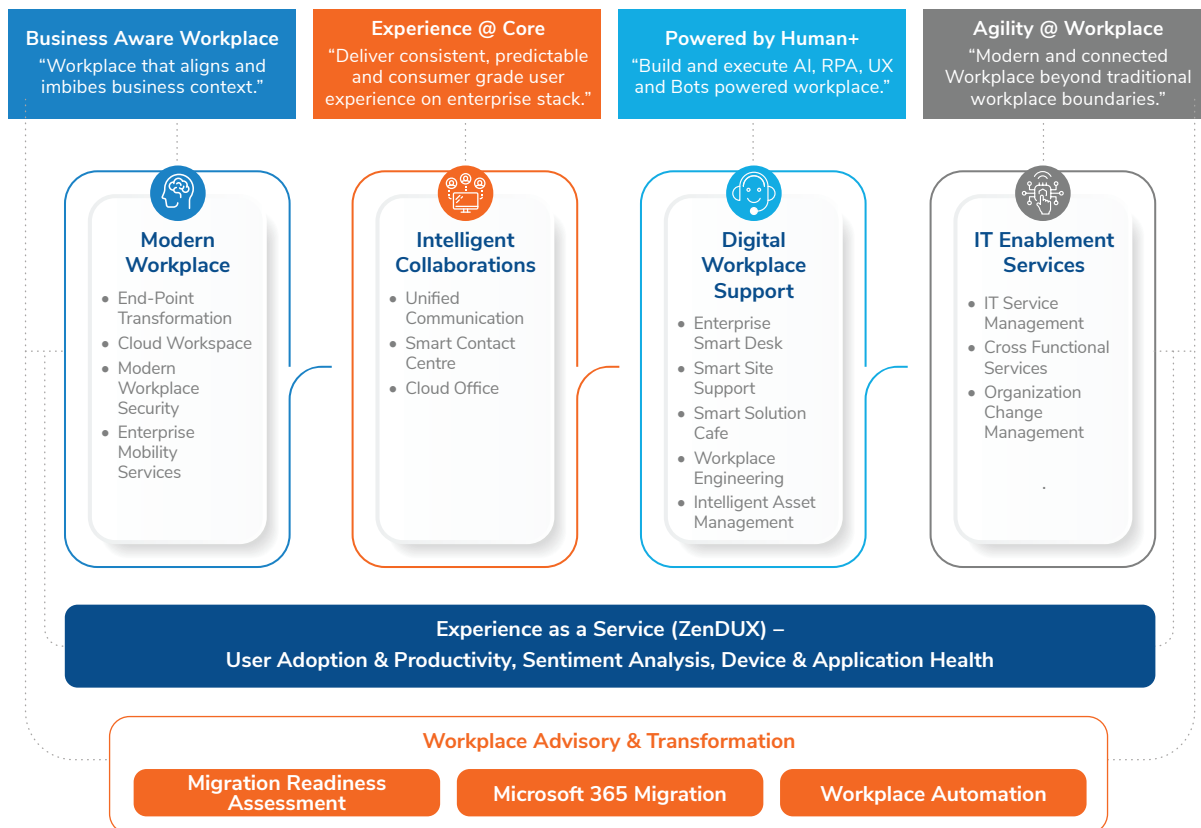 Business Aware Workplace
“Workplace that aligns and
imbibes business context.”
Experience @ Core
“Deliver consistent, predictable
and consumer grade user
experience on enterprise stack.”
Powered by Human+
“Build and execute AI, RPA, UX
and Bots powered workplace.”
Agility @ Workplace
“Modern and connected
Workplace beyond traditional
workplace boundaries.”
Modern
Workplace
• End-Point
Transformation
• Cloud Workspace
• Modern
Workplace
Security
• Enterprise
Mobility
Services
Intelligent
Collaborations
• Unified
Communication
• Smart Contact
Centre
• Cloud Office
Digital
Workplace
Support
• Enterprise
Smart Desk
• Smart Site
Support
• Smart Solution
Cafe
• Workplace
Engineering
• Intelligent Asset
Management
IT Enablement
Services
• IT Service
Management
• Cross Functional
Services
• Organization
Change
Management
.
Experience as a Service (ZenDUX) –
User Adoption & Productivity, Sentiment Analysis, Device & Application Health
Workplace Advisory & Transformation
Migration Readiness
Assessment
Microsoft 365 Migration
Workplace Automation